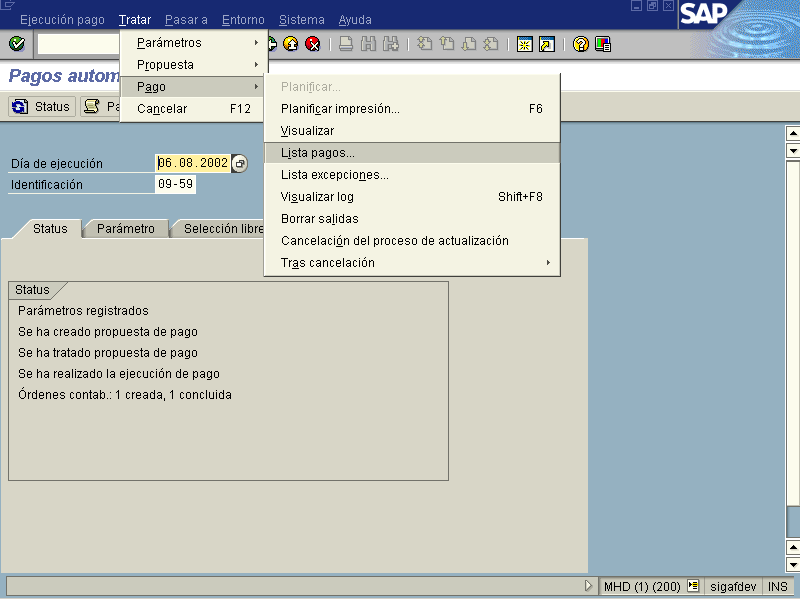 Ejecución pago Tratar Pasar a Entorno Sistema Ayuda
SAP
Parámetros
Propuesta
Pago
Cancelar F12
Pagos autom
Status Pa
Planificar...
Planificar impresión... F6
Visualizar
Lista pagos...
Lista excepciones...
Visualizar log Shift+F8
Borrar salidas
Cancelación del proceso de actualización
Tras cancelación
Día de ejecución 06.08.2002
Identificación 09-59
Status Parámetro Selección libre
Status
Parámetros registrados
Se ha creado propuesta de pago
Se ha tratado propuesta de pago
Se ha realizado la ejecución de pago
Órdenes contab.: 1 creada, 1 concluida
MHD (1) (200) sigafdev INS